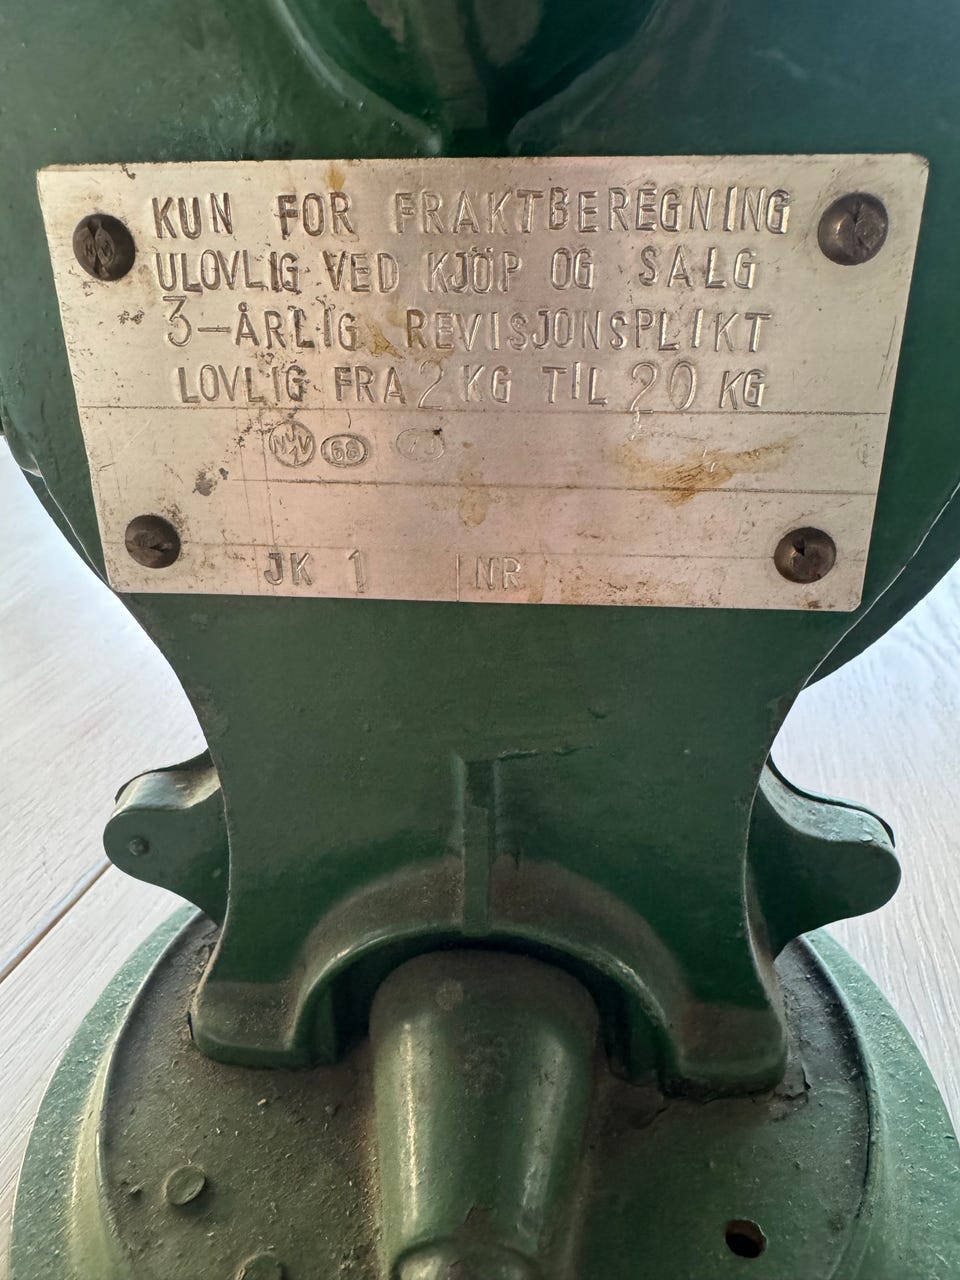 KUN FOR FRAKTBEREGNING
ULOVLIG VED KJÖP OG SALG
3-ÅRLIG REVISJONSPLIKT
LOVLIG FRA 2 KG TIL 20 KG
68
JK 1 NR